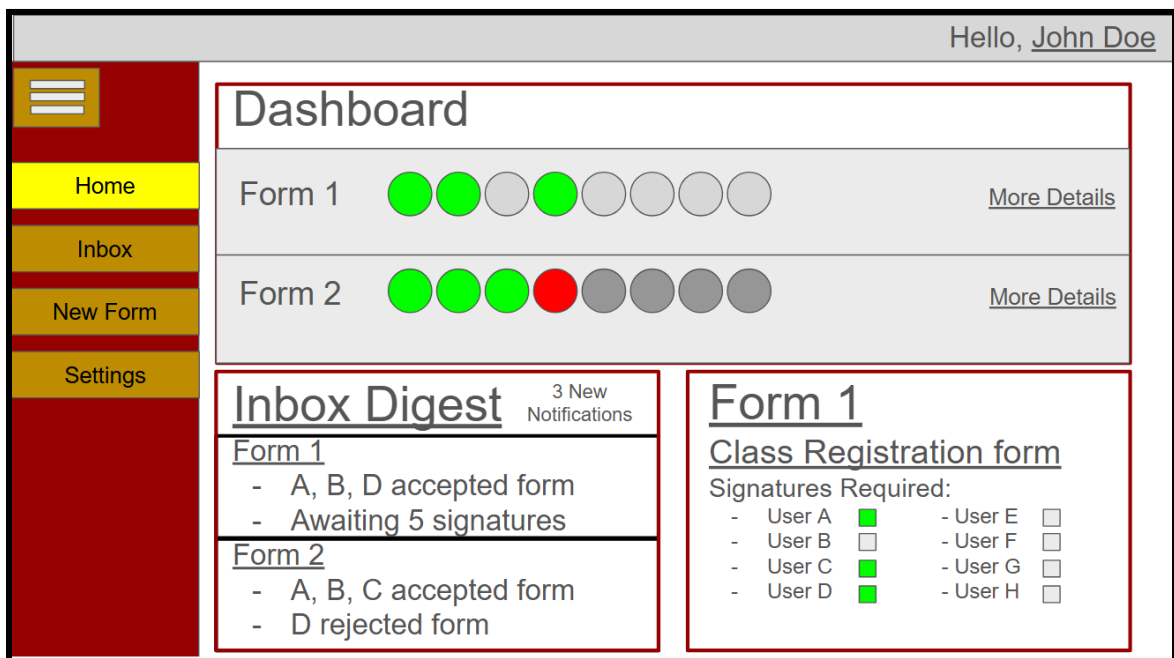 Hello, John Doe
Home
Inbox
New Form
Settings
Dashboard
Form 1
More Details
Form 2
More Details
Inbox Digest
3 New
Notifications
Form 1
- A, B, D accepted form
- Awaiting 5 signatures
Form 2
- A, B, C accepted form
- D rejected form
Form 1
Class Registration form
Signatures Required:
- User A - User E
- User B - User F
- User C - User G
- User D - User H